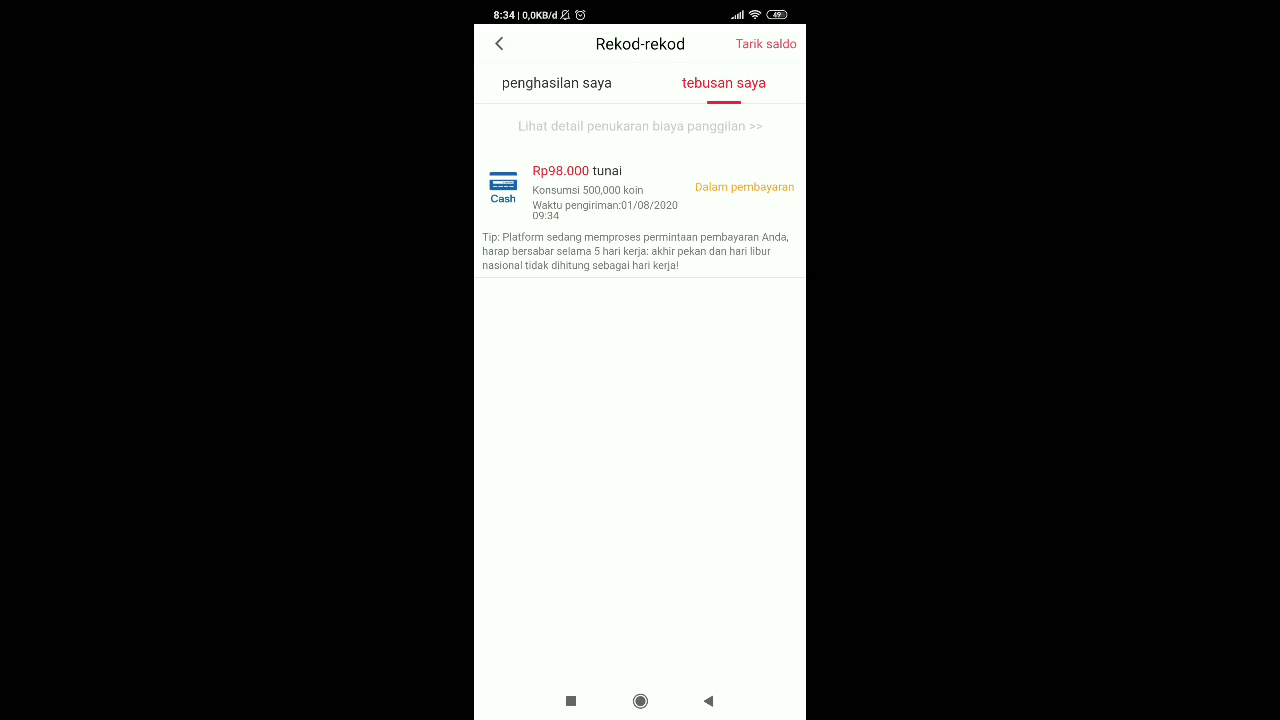 8:34 | 0,0KB/d
49
Rekod-rekod
Tarik saldo
penghasilan saya
tebusan saya
Lihat detail penukaran biaya panggilan >>
Rp98.000 tunai
Konsumsi 500,000 koin
Dalam pembayaran
Cash
Waktu pengiriman:01/08/2020
09:34
Tip: Platform sedang memproses permintaan pembayaran Anda,
harap bersabar selama 5 hari kerja: akhir pekan dan hari libur
nasional tidak dihitung sebagai hari kerja!